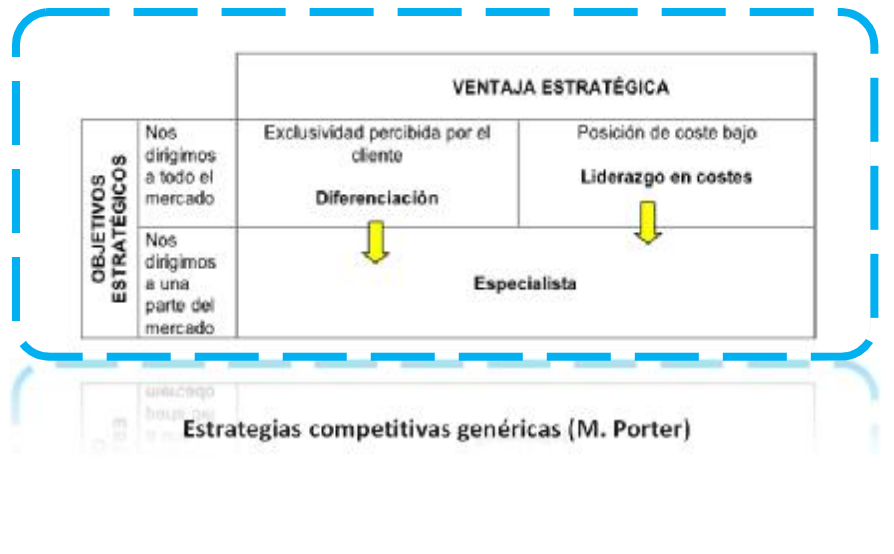 VENTAJA ESTRATÉGICA
OBJETIVOS
ESTRATÉGICOS
Nos
dirigimos
a todo el
mercado
Exclusividad percibida por el
cliente
Diferenciación
Posición de coste bajo
Liderazgo en costes
Nos
dirigimos
a una
parte del
mercado
Especialista
Estrategias competitivas genéricas (M. Porter)